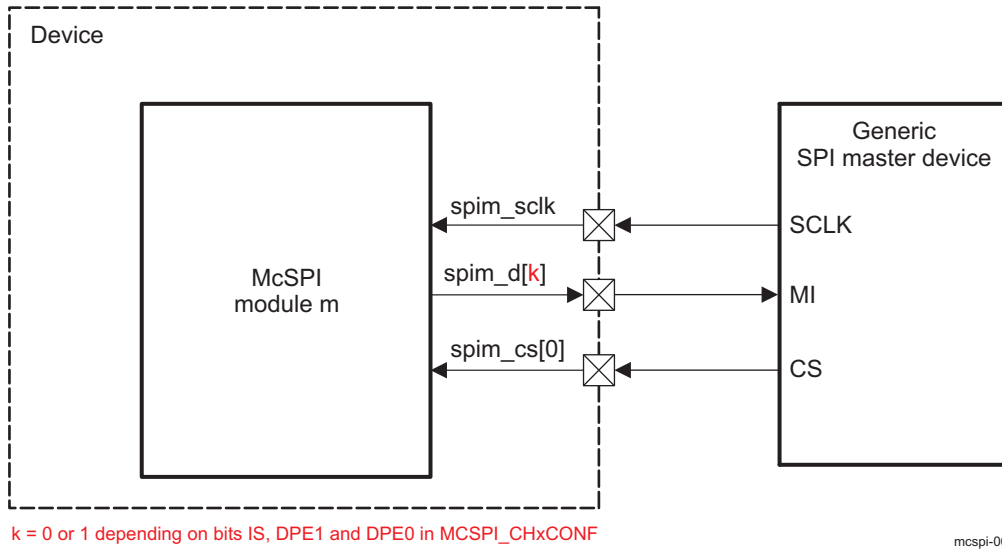 Device
Generic
SPI master device
spim_sclk
SCLK
McSPI
module m
spim_d[k]
MI
spim_cs[0]
CS
k = 0 or 1 depending on bits IS, DPE1 and DPE0 in MCSPI_CHxCONF